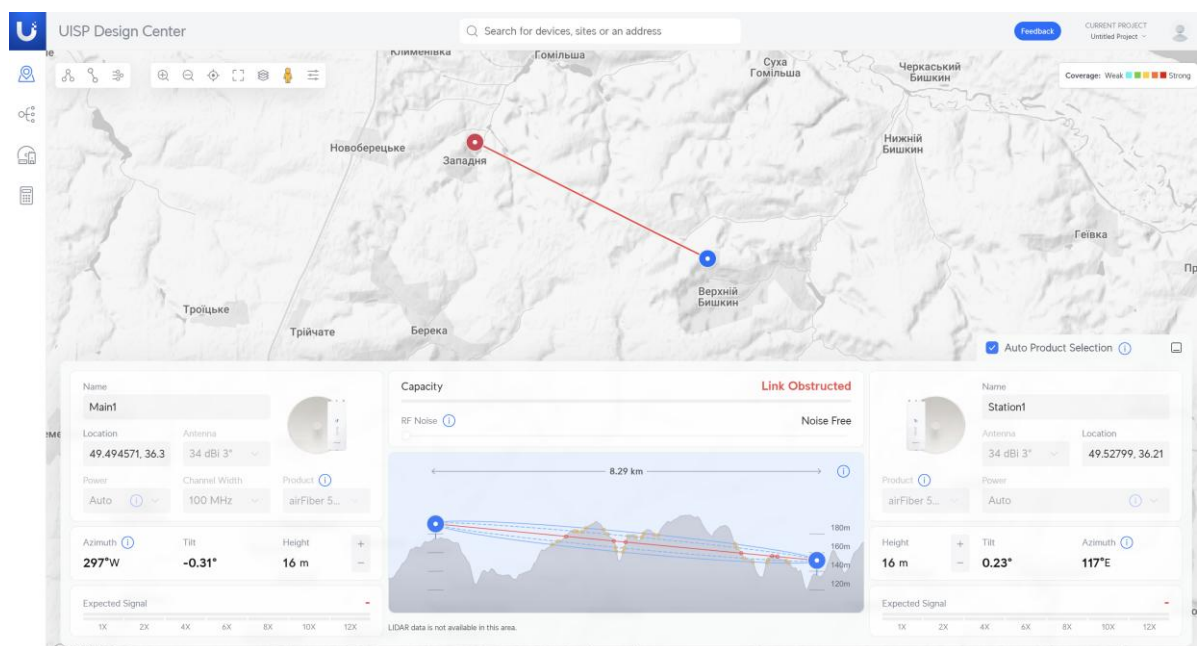 UISP Design Center
Search for devices, sites or an address
Feedback
CURRENT PROJECT
Untitled Project
Клименівка
Гомільша
Суха
Гомільша
Черкаський
Бишкин
Coverage: Weak
Strong
Новоберецьке
Западня
Нижній
Бишкин
Геївка
Верхній
Бишкин
Троїцьке
Трійчате
Берека
Auto Product Selection
Name
Main1
Location
Antenna
49.494571, 36.3
34 dBi 3°
Power
Channel Width
Product
Auto
100 MHz
airFiber 5...
Azimuth
Tilt
Height
297°W
-0.31°
16 m
+
-
Expected Signal
-
1X 2X 4X 6X 8X 10X 12X
Capacity
Link Obstructed
RF Noise
Noise Free
8.29 km
180m
160m
140m
120m
LIDAR data is not available in this area.
Name
Station1
Antenna
Location
34 dBi 3°
49.52799, 36.21
Product
Power
airFiber 5...
Auto
Height
Tilt
Azimuth
16 m
+
-
0.23°
117°E
Expected Signal
-
1X 2X 4X 6X 8X 10X 12X